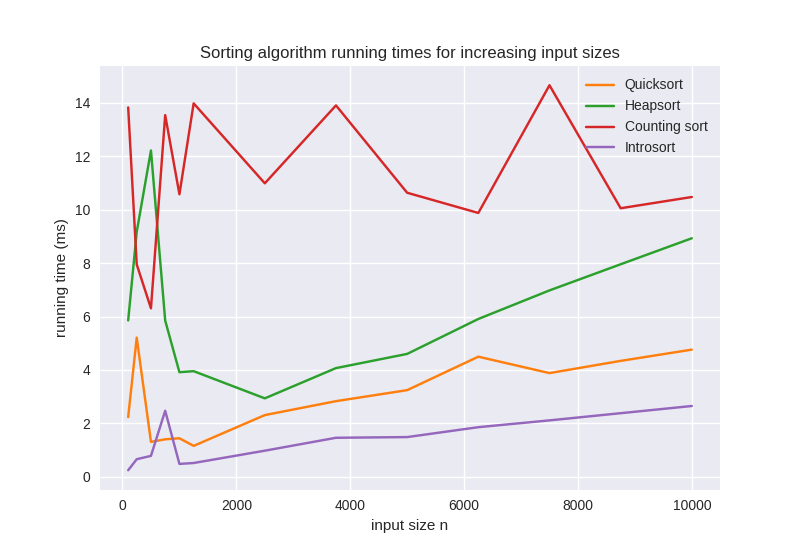 Sorting algorithm running times for increasing input sizes
Quicksort
Heapsort
Counting sort
Introsort
running time (ms)
14
12
10
8
6
4
2
0
0 2000 4000 6000 8000 10000
input size n